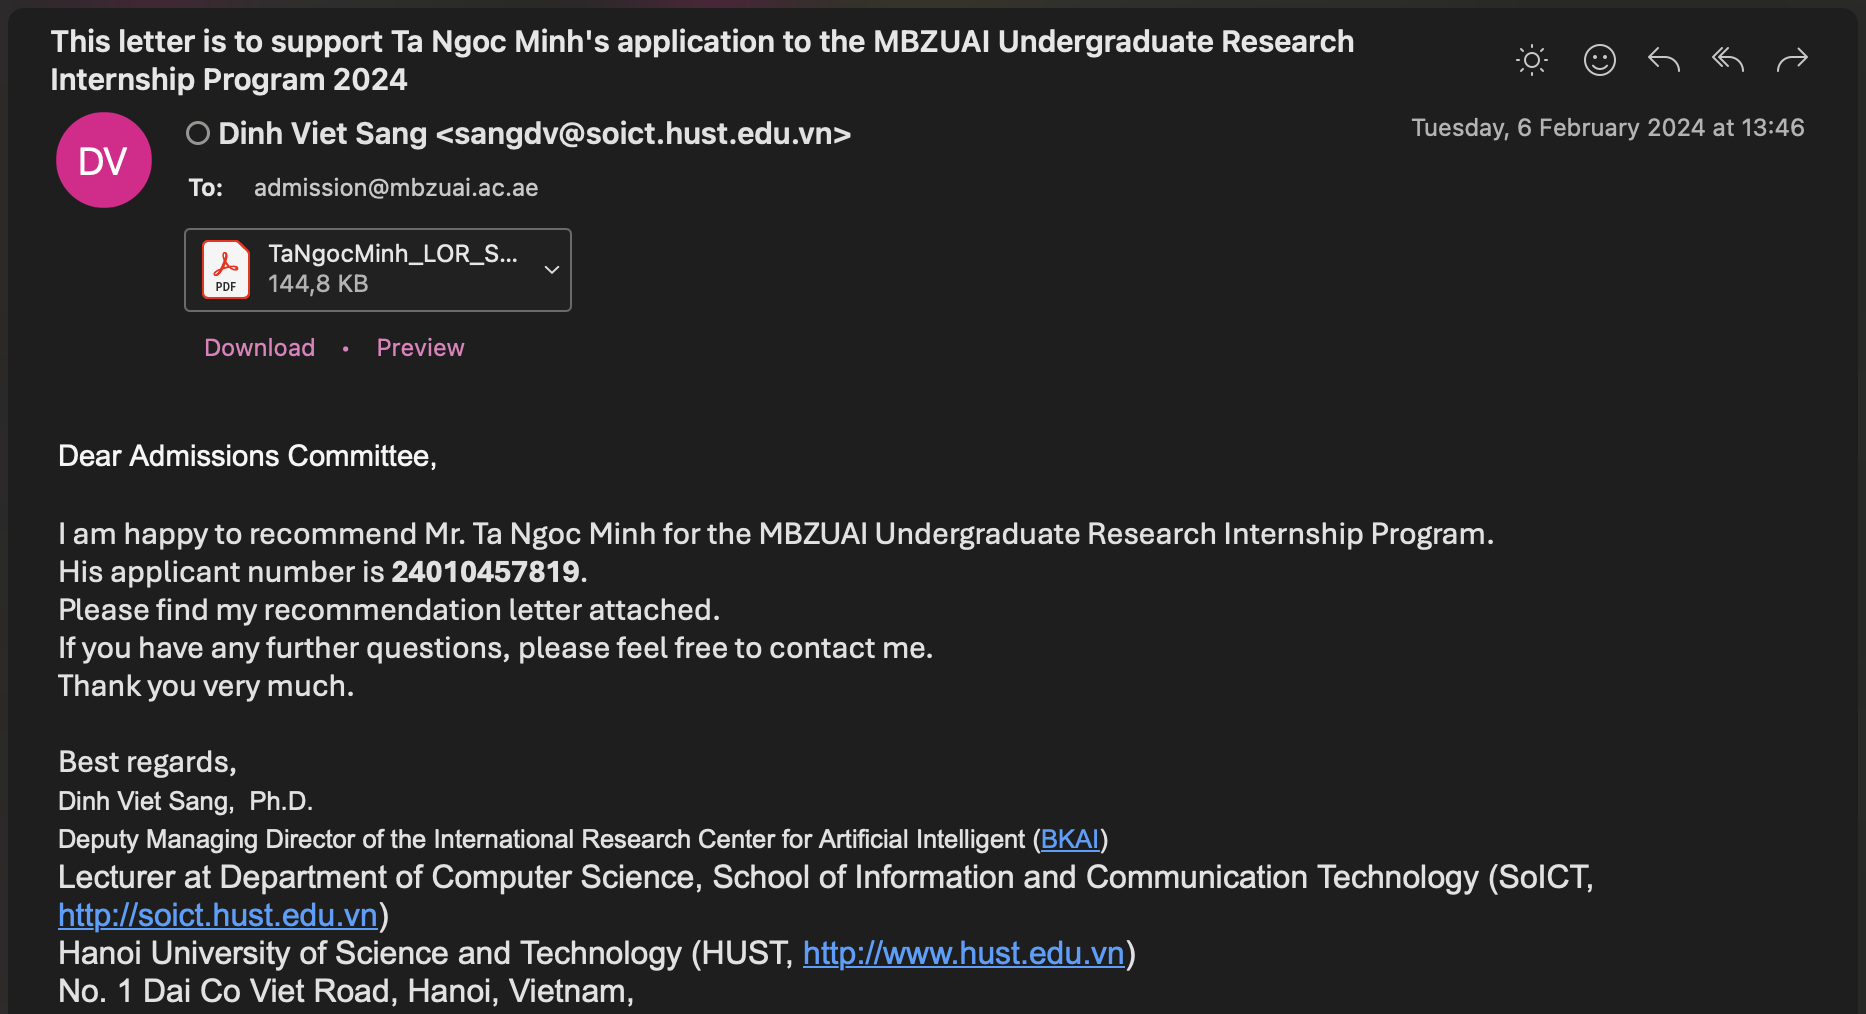 This letter is to support Ta Ngoc Minh's application to the MBZUAI Undergraduate Research
Internship Program 2024
DV
Dinh Viet Sang <sangdv@soict.hust.edu.vn>
Tuesday, 6 February 2024 at 13:46
To: admission@mbzuai.ac.ae
PDF
TaNgocMinh_LOR_S...
144,8 KB
Download • Preview
Dear Admissions Committee,
I am happy to recommend Mr. Ta Ngoc Minh for the MBZUAI Undergraduate Research Internship Program.
His applicant number is 24010457819.
Please find my recommendation letter attached.
If you have any further questions, please feel free to contact me.
Thank you very much.
Best regards,
Dinh Viet Sang,  Ph.D.
Deputy Managing Director of the International Research Center for Artificial Intelligent (BKAI)
Lecturer at Department of Computer Science, School of Information and Communication Technology (SoICT,
http://soict.hust.edu.vn)
Hanoi University of Science and Technology (HUST, http://www.hust.edu.vn)
No. 1 Dai Co Viet Road, Hanoi, Vietnam,